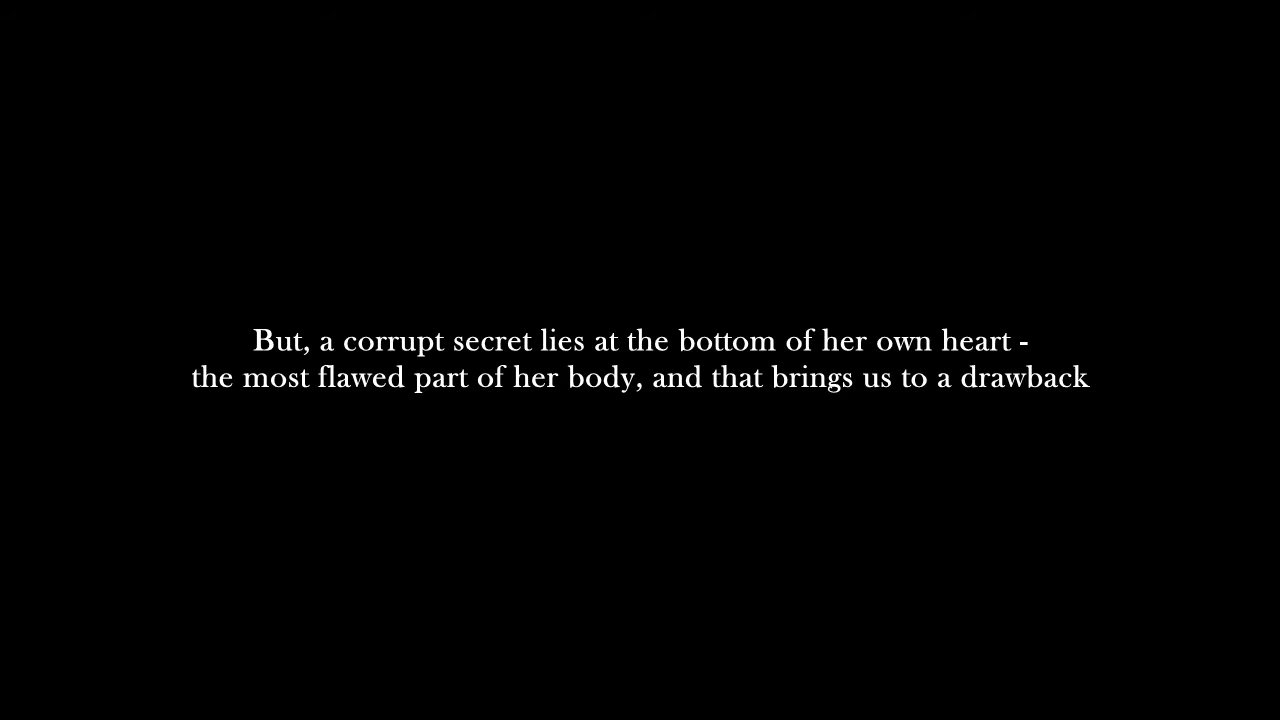 But, a corrupt secret lies at the bottom of her own heart -
the most flawed part of her body, and that brings us to a drawback